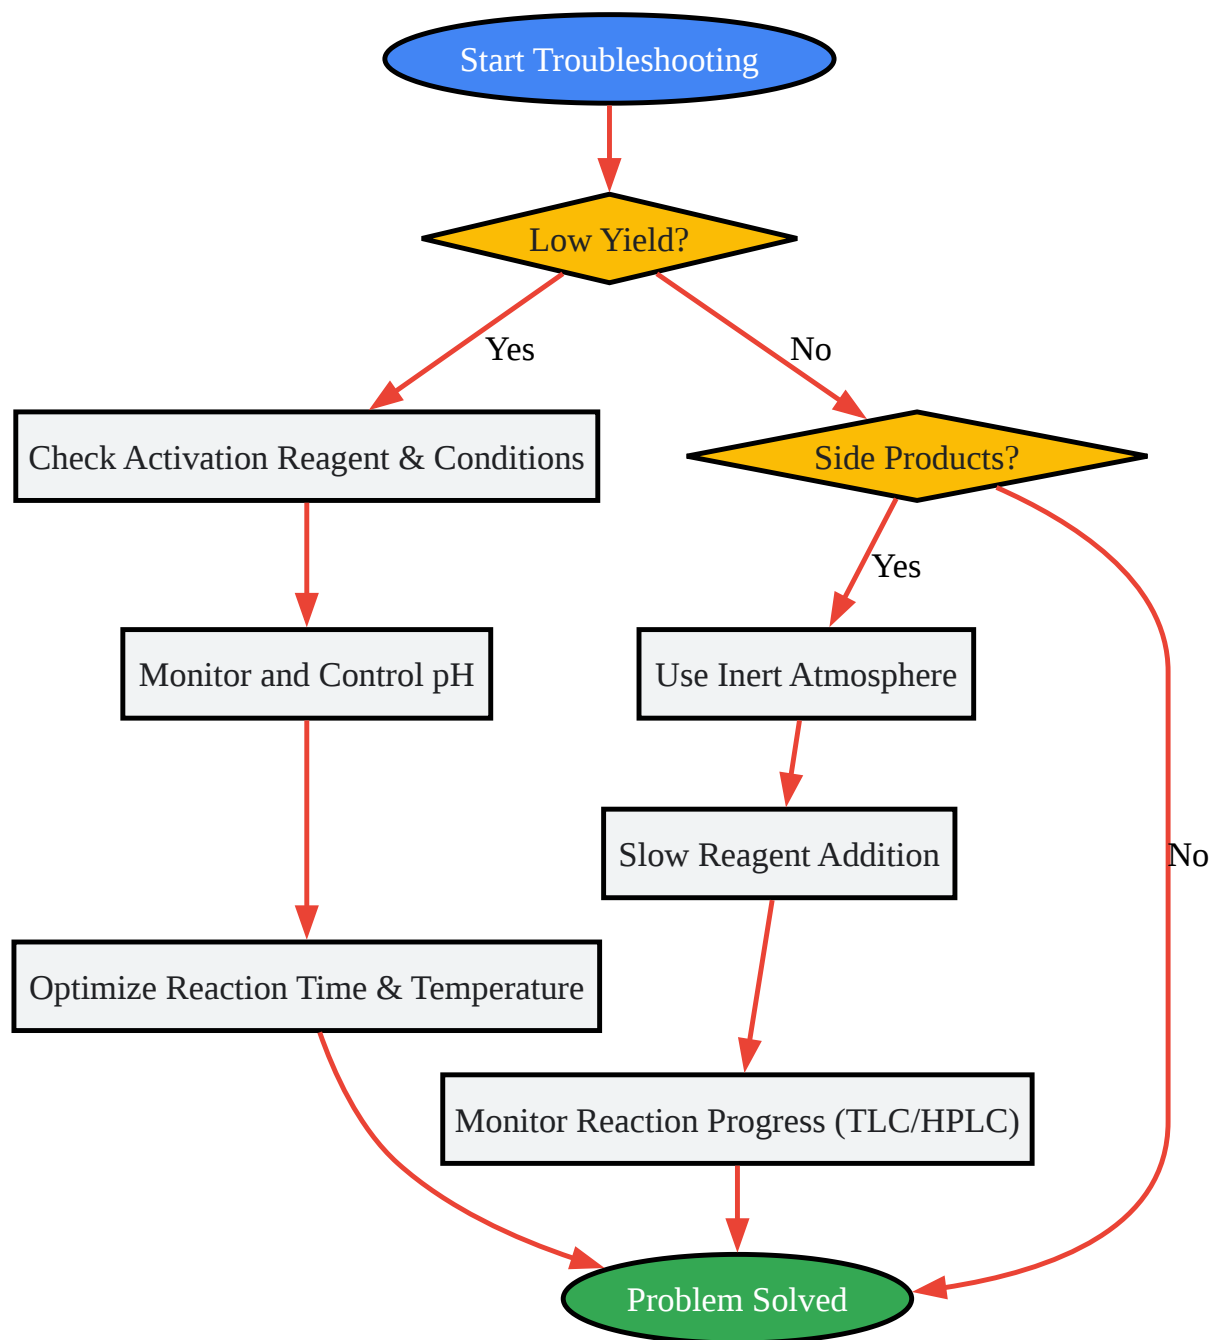 Start Troubleshooting
Low Yield?
Yes
No
Check Activation Reagent & Conditions
Side Products?
Yes
Monitor and Control pH
Use Inert Atmosphere
Slow Reagent Addition
No
Optimize Reaction Time & Temperature
Monitor Reaction Progress (TLC/HPLC)
Problem Solved